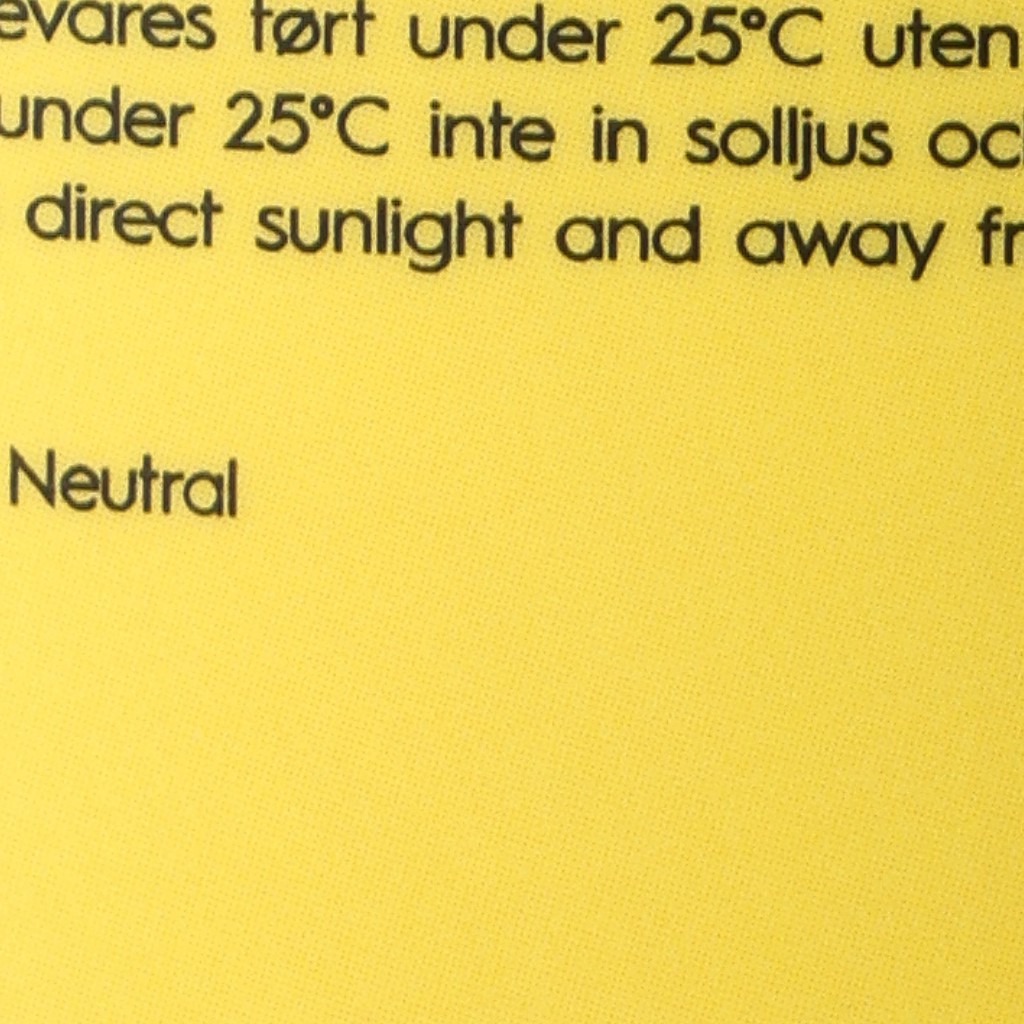 evares tørt under 25°C uten
under 25°C inte in solljus oc
direct sunlight and away fr
Neutral